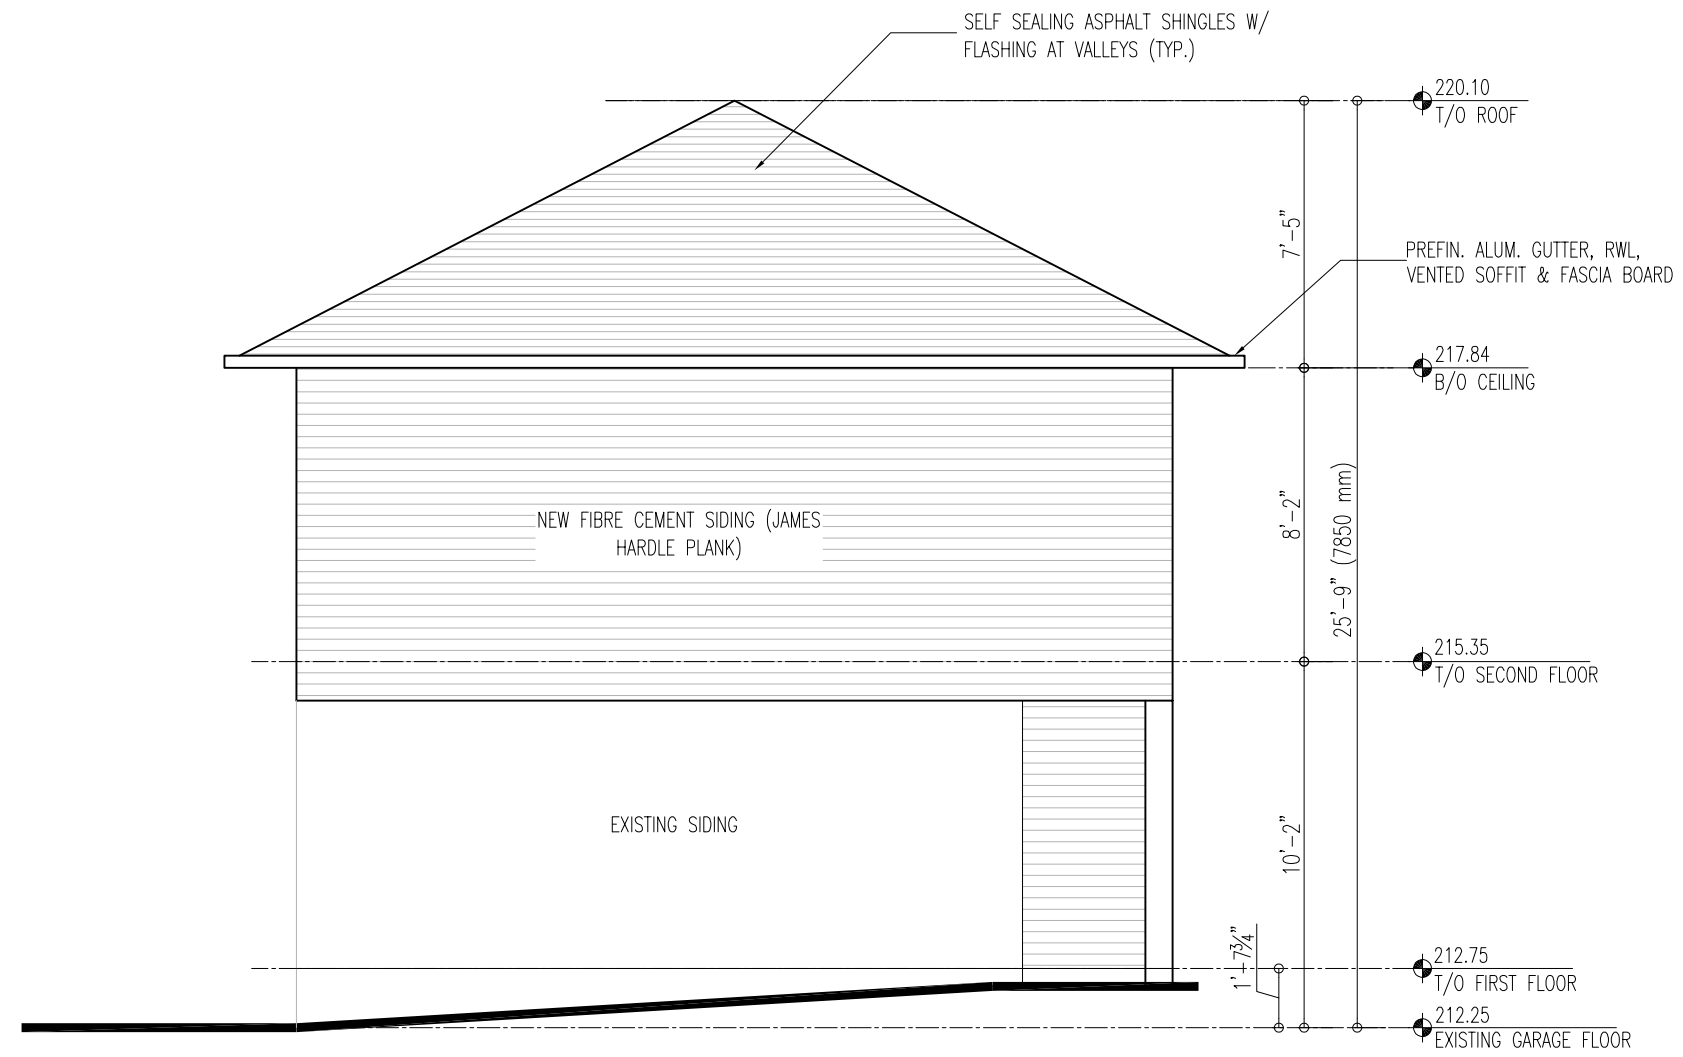 SELF SEALING ASPHALT SHINGLES W/
FLASHING AT VALLEYS (TYP.)
220.10
T/O ROOF
7'-5"
PREFIN. ALUM. GUTTER, RWL,
VENTED SOFFIT & FASCIA BOARD
217.84
B/O CEILING
NEW FIBRE CEMENT SIDING (JAMES
HARDLE PLANK)
8'-2"
25'-9" (7850 mm)
215.35
T/O SECOND FLOOR
EXISTING SIDING
10'-2"
1'-7¾"
212.75
T/O FIRST FLOOR
212.25
EXISTING GARAGE FLOOR